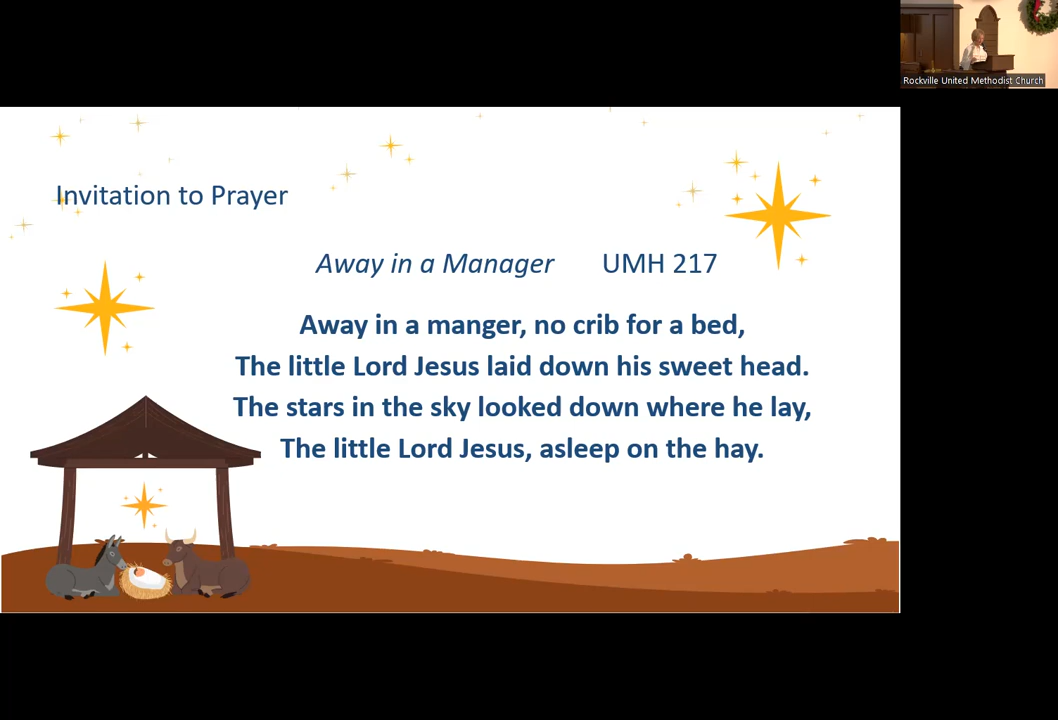 Rockville United Methodist Church
Invitation to Prayer
Away in a Manager UMH 217
Away in a manger, no crib for a bed,
The little Lord Jesus laid down his sweet head.
The stars in the sky looked down where he lay,
The little Lord Jesus, asleep on the hay.